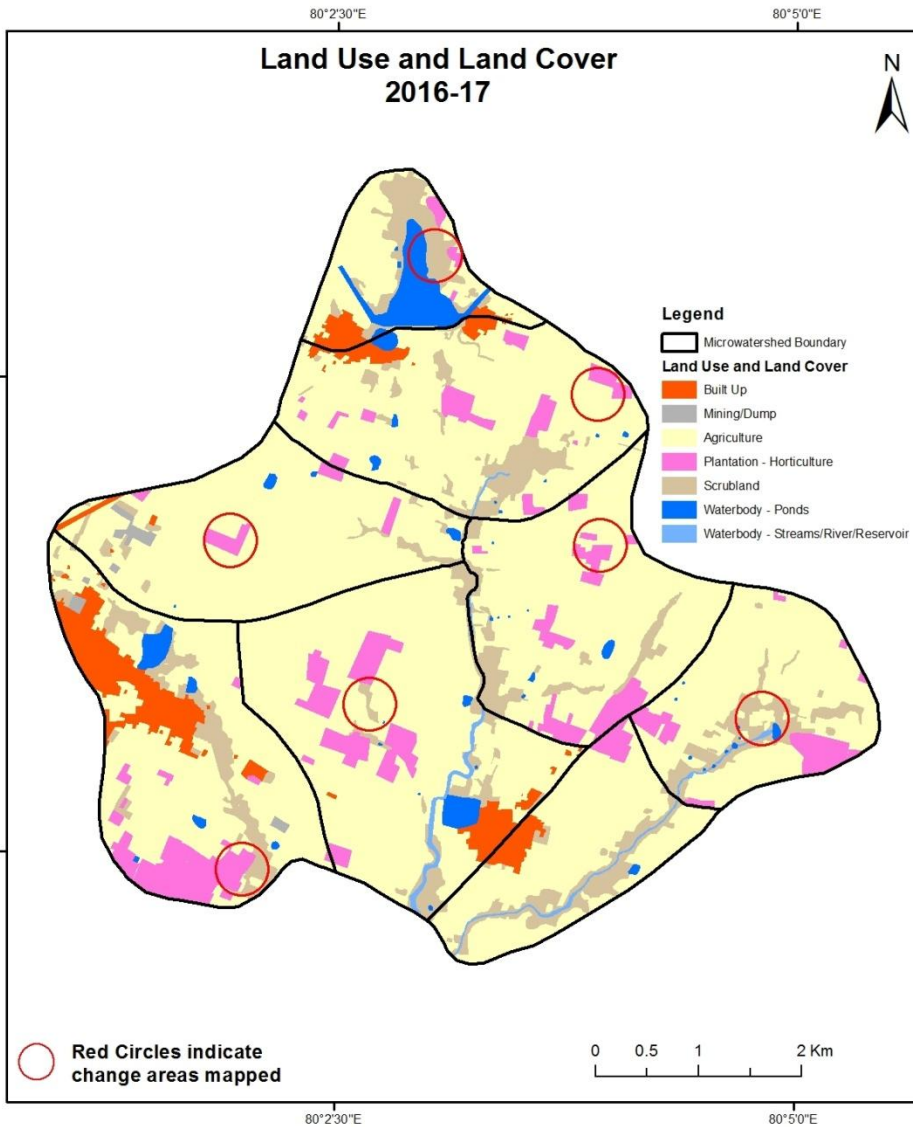 80°2'30"E
80°5'0"E
Land Use and Land Cover
2016-17
N
Legend
Microwatershed Boundary
Land Use and Land Cover
Built Up
Mining/Dump
Agriculture
Plantation - Horticulture
Scrubland
Waterbody - Ponds
Waterbody - Streams/River/Reservoir
Red Circles indicate
change areas mapped
0 0.5 1 2 Km
80°2'30"E
80°5'0"E